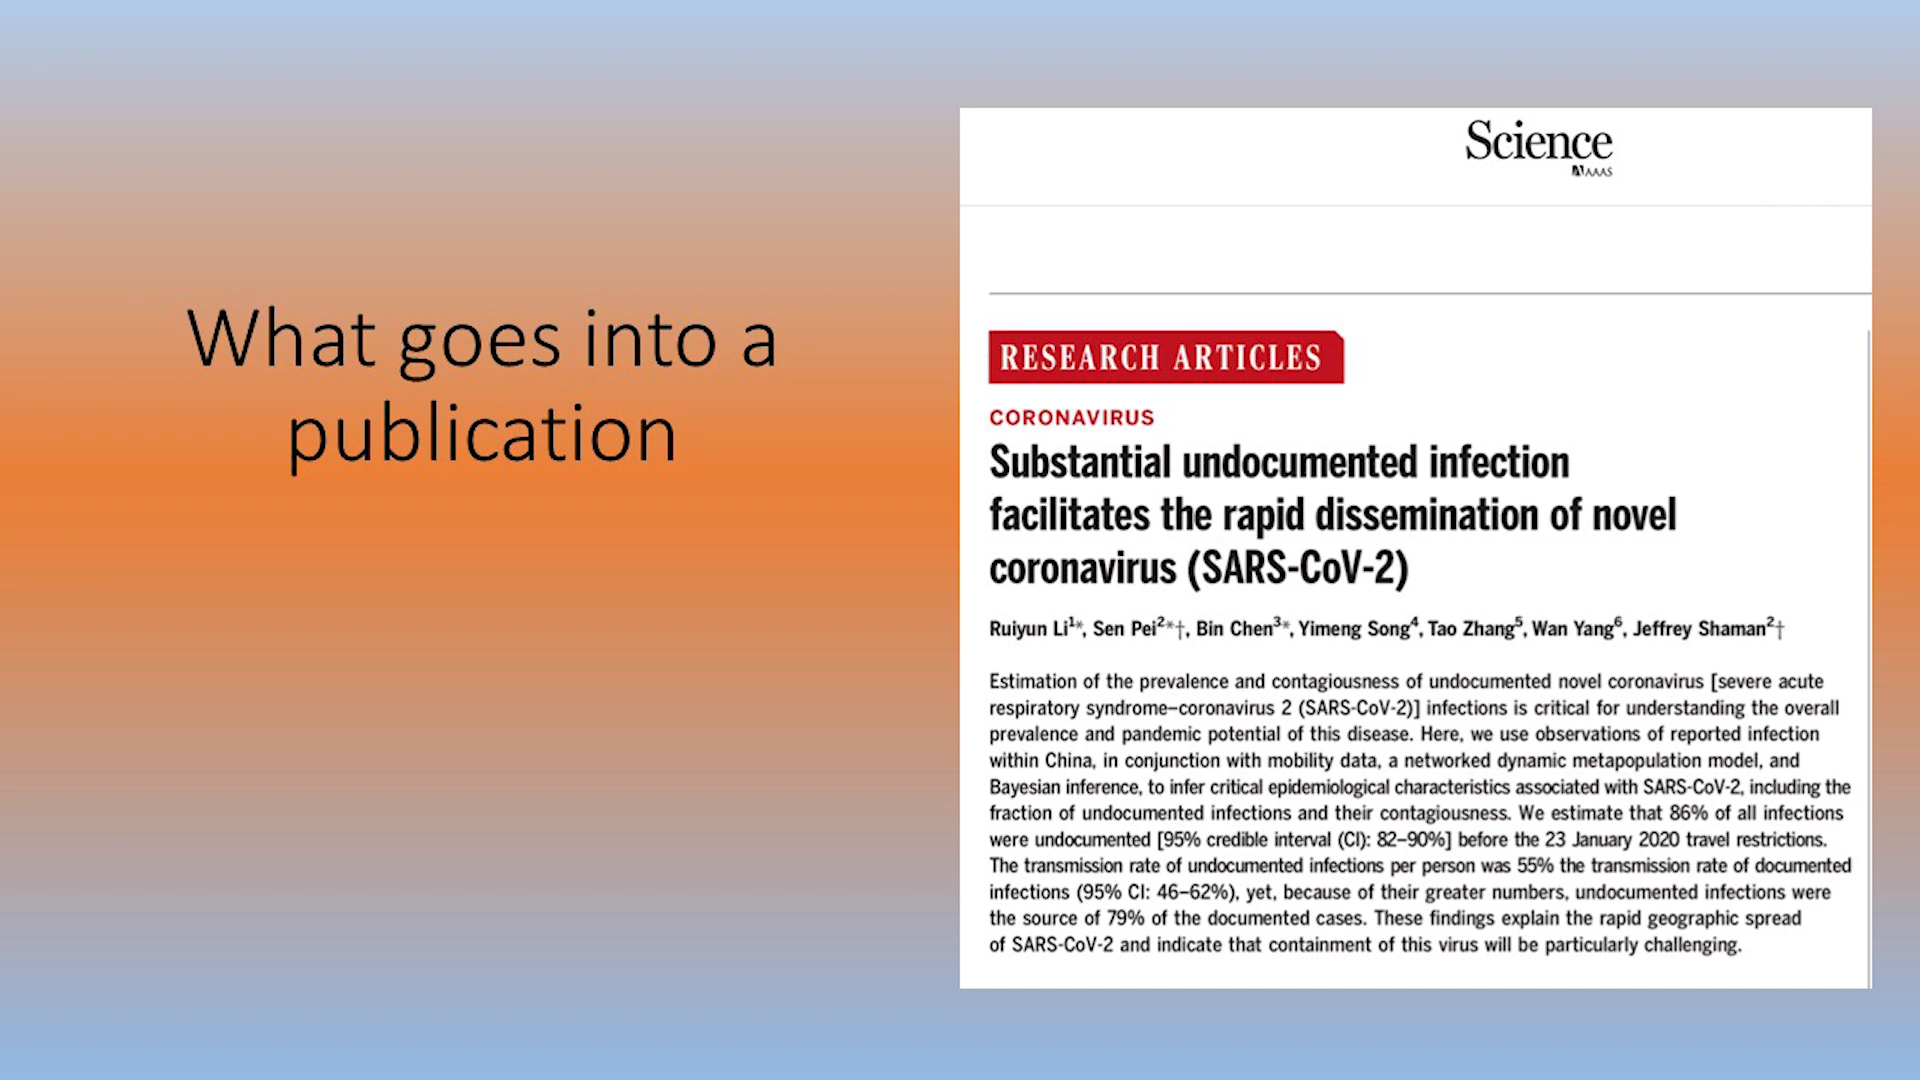 What goes into a
publication
Science
AAAS
RESEARCH ARTICLES
CORONAVIRUS
Substantial undocumented infection
facilitates the rapid dissemination of novel
coronavirus (SARS-CoV-2)
Ruiyun Li¹*, Sen Pei²*†, Bin Chen³*, Yimeng Song⁴, Tao Zhang⁵, Wan Yang⁶, Jeffrey Shaman²†
Estimation of the prevalence and contagiousness of undocumented novel coronavirus [severe acute
respiratory syndrome–coronavirus 2 (SARS-CoV-2)] infections is critical for understanding the overall
prevalence and pandemic potential of this disease. Here, we use observations of reported infection
within China, in conjunction with mobility data, a networked dynamic metapopulation model, and
Bayesian inference, to infer critical epidemiological characteristics associated with SARS-CoV-2, including the
fraction of undocumented infections and their contagiousness. We estimate that 86% of all infections
were undocumented [95% credible interval (CI): 82–90%] before the 23 January 2020 travel restrictions.
The transmission rate of undocumented infections per person was 55% the transmission rate of documented
infections (95% CI: 46–62%), yet, because of their greater numbers, undocumented infections were
the source of 79% of the documented cases. These findings explain the rapid geographic spread
of SARS-CoV-2 and indicate that containment of this virus will be particularly challenging.